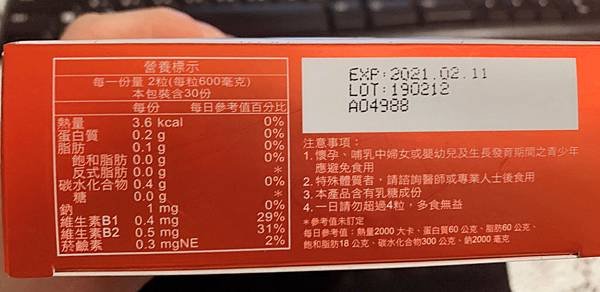 營養標示
每一份量 2粒(每粒600毫克)
本包裝含30份
每份 每日參考值百分比
熱量 3.6 kcal 0%
蛋白質 0.2 g 0%
脂肪 0.1 g 0%
飽和脂肪 0.0 g 0%
反式脂肪 0.0 g *
碳水化合物 0.4 g 0%
糖 0.0 g *
鈉 1 mg 0%
維生素B1 0.4 mg 29%
維生素B2 0.5 mg 31%
菸鹼素 0.3 mgNE 2%
EXP:2021.02.11
LOT:190212
A04988
注意事項：
1.懷孕、哺乳中婦女或嬰幼兒及生長發育期間之青少年
應避免食用
2.特殊體質者，請諮詢醫師或專業人士後食用
3.本產品含有乳糖成份
4.一日請勿超過4粒，多食無益
*參考值未訂定
每日參考值：熱量2000 大卡、蛋白質60 公克、脂肪60 公克、
飽和脂肪18 公克、碳水化合物300 公克、鈉2000 毫克